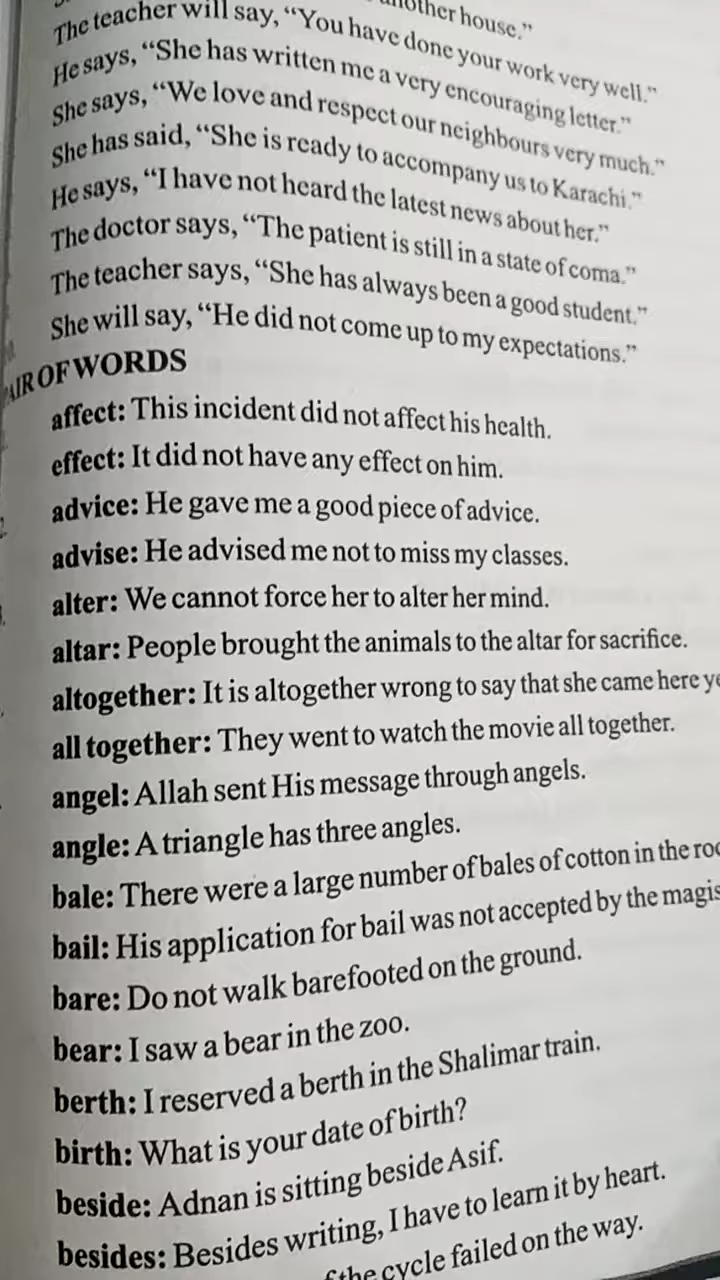 another house.”
The teacher will say, “You have done your work very well.”
He says, “She has written me a very encouraging letter.”
She says, “We love and respect our neighbours very much.”
She has said, “She is ready to accompany us to Karachi.”
He says, “I have not heard the latest news about her.”
The doctor says, “The patient is still in a state of coma.”
The teacher says, “She has always been a good student.”
She will say, “He did not come up to my expectations.”
OF WORDS
affect: This incident did not affect his health.
effect: It did not have any effect on him.
advice: He gave me a good piece of advice.
advise: He advised me not to miss my classes.
alter: We cannot force her to alter her mind.
altar: People brought the animals to the altar for sacrifice.
altogether: It is altogether wrong to say that she came here
all together: They went to watch the movie all together.
angel: Allah sent His message through angels.
angle: A triangle has three angles.
bale: There were a large number of bales of cotton in the
bail: His application for bail was not accepted by the
bare: Do not walk barefooted on the ground.
bear: I saw a bear in the zoo.
berth: I reserved a berth in the Shalimar train.
birth: What is your date of birth?
beside: Adnan is sitting beside Asif.
besides: Besides writing, I have to learn it by heart.
the cycle failed on the way.